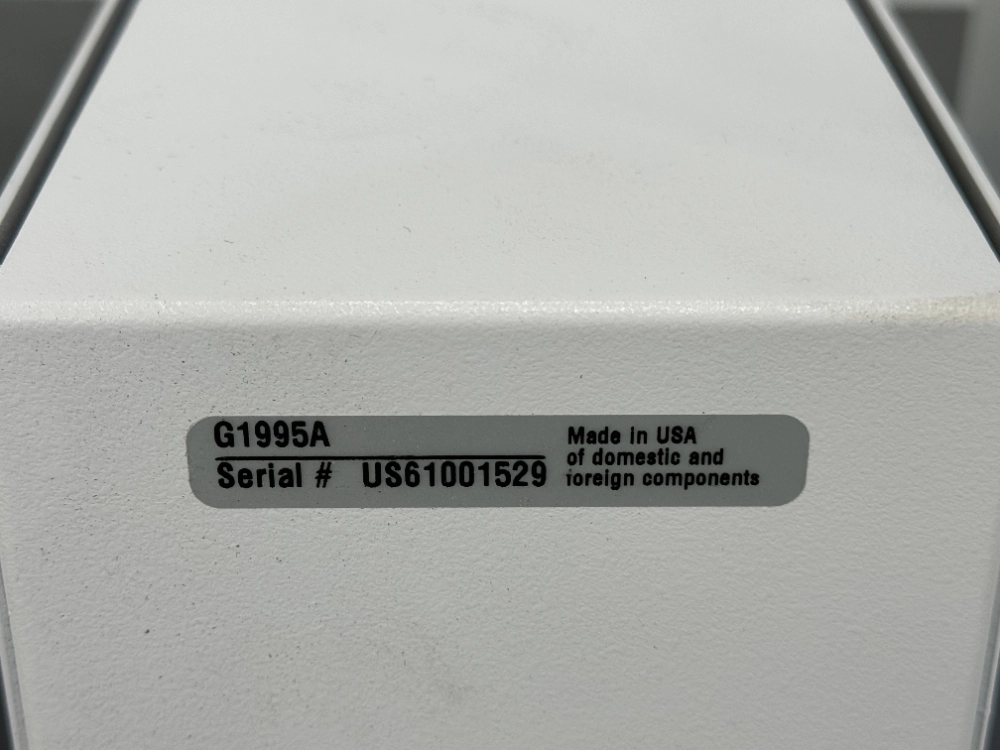 G1995A
Serial # US61001529
Made in USA
of domestic and
foreign components